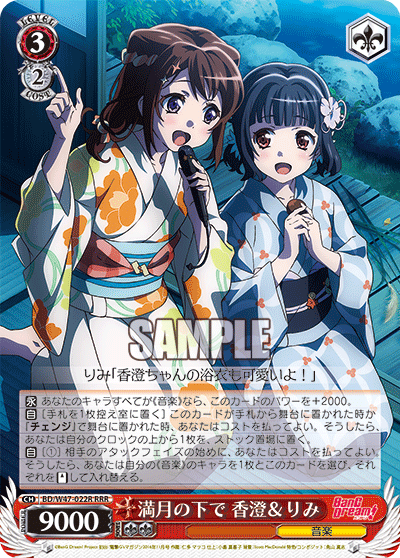 LEVEL
3
2
COST
SAMPLE
りみ「香澄ちゃんの浴衣も可愛いよ!」
永 あなたのキャラすべてが《音楽》なら、このカードのパワーを+2000。
自 [手札を1枚控え室に置く] このカードが手札から舞台に置かれた時か
「チェンジ」で舞台に置かれた時、あなたはコストを払ってよい。そうしたら、
あなたは自分のクロックの上から1枚を、ストック置場に置く。
自 [①] 相手のアタックフェイズの始めに、あなたはコストを払ってよい。そ
うしたら、あなたは自分の《音楽》のキャラを1枚とこのカードを選び、それぞ
れを【】する。
CH
BD/W47-022R RRR
満月の下で 香澄&りみ
BanG Dream!
9000
音楽